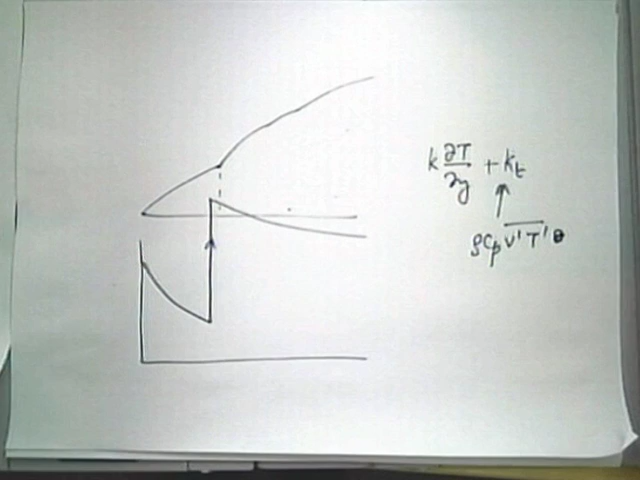 k ∂T/∂y + k_t
ρC_p \overline{v'T'}